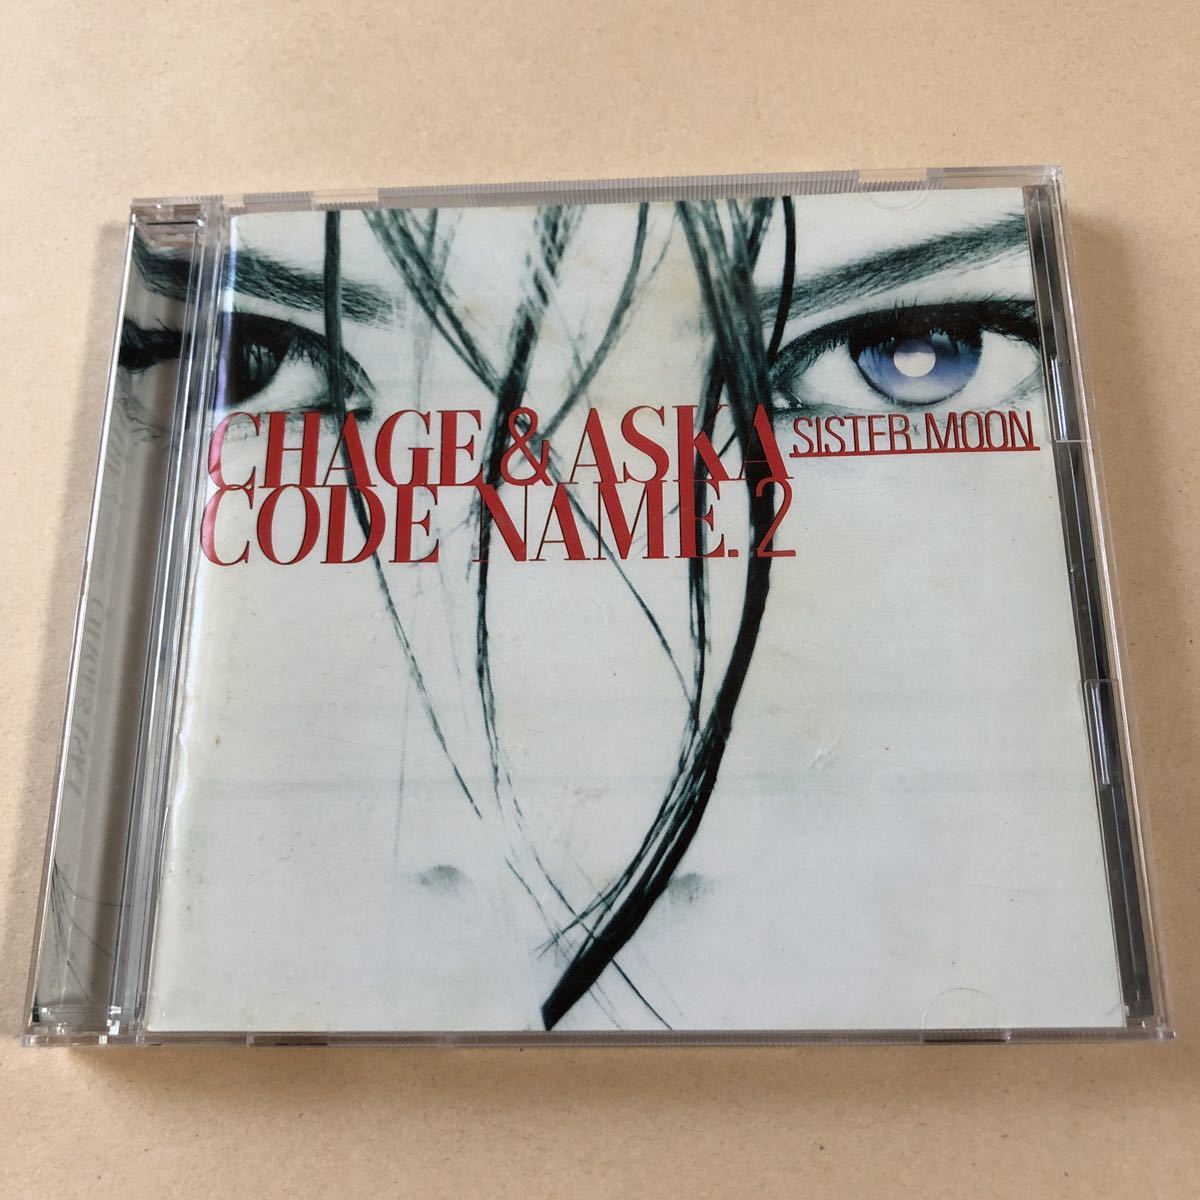 CHAGE & ASKA
SISTER MOON
CODE NAME. 2